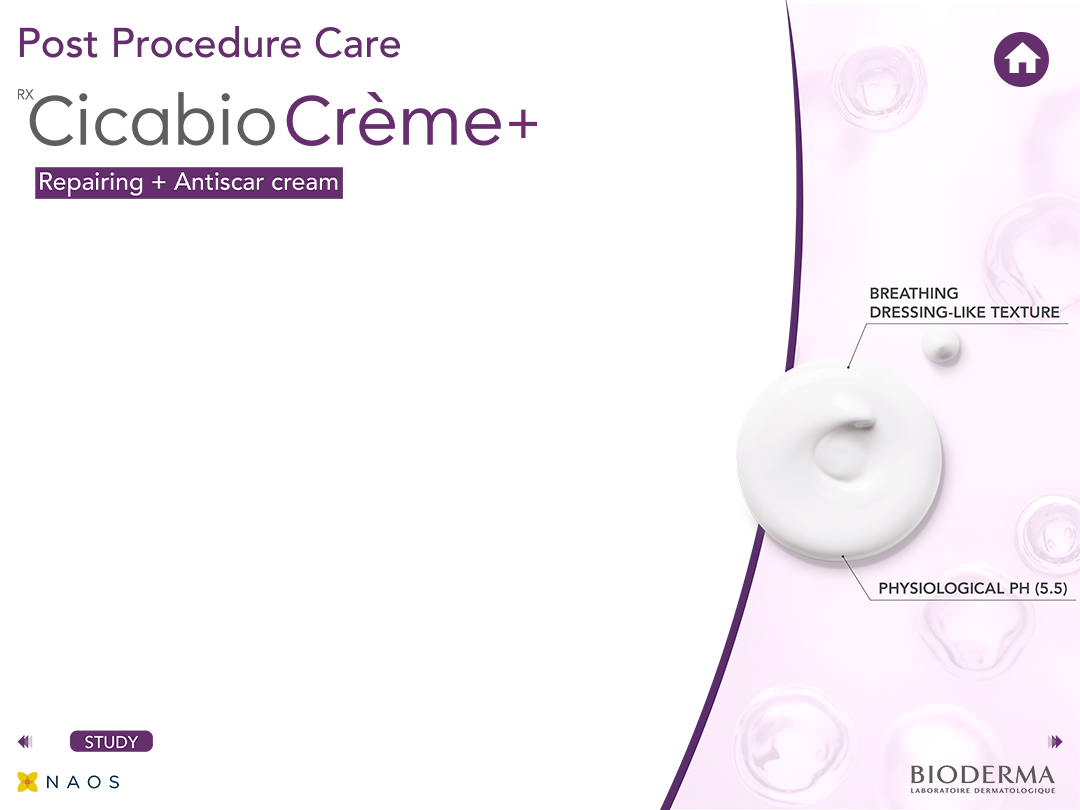 Post Procedure Care
RX
Cicabio Crème+
Repairing + Antiscar cream
BREATHING
DRESSING-LIKE TEXTURE
PHYSIOLOGICAL PH (5.5)
STUDY
NAOS
BIODERMA
LABORATOIRE DERMATOLOGIQUE